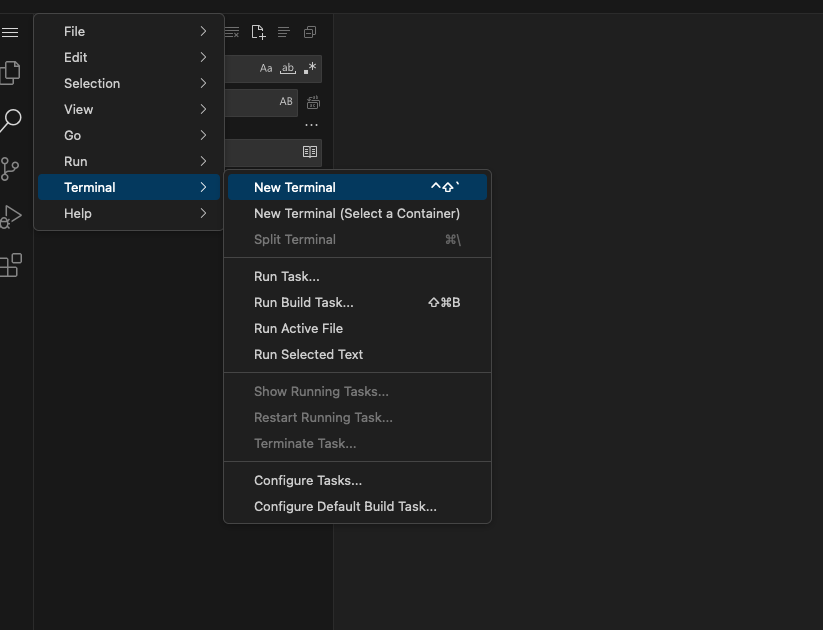 File
Edit
Selection
View
Go
Run
Terminal
Help
Aa ab .*
AB
...
New Terminal ^⇧`
New Terminal (Select a Container)
Split Terminal ⌘\
Run Task...
Run Build Task... ⇧⌘B
Run Active File
Run Selected Text
Show Running Tasks...
Restart Running Task...
Terminate Task...
Configure Tasks...
Configure Default Build Task...